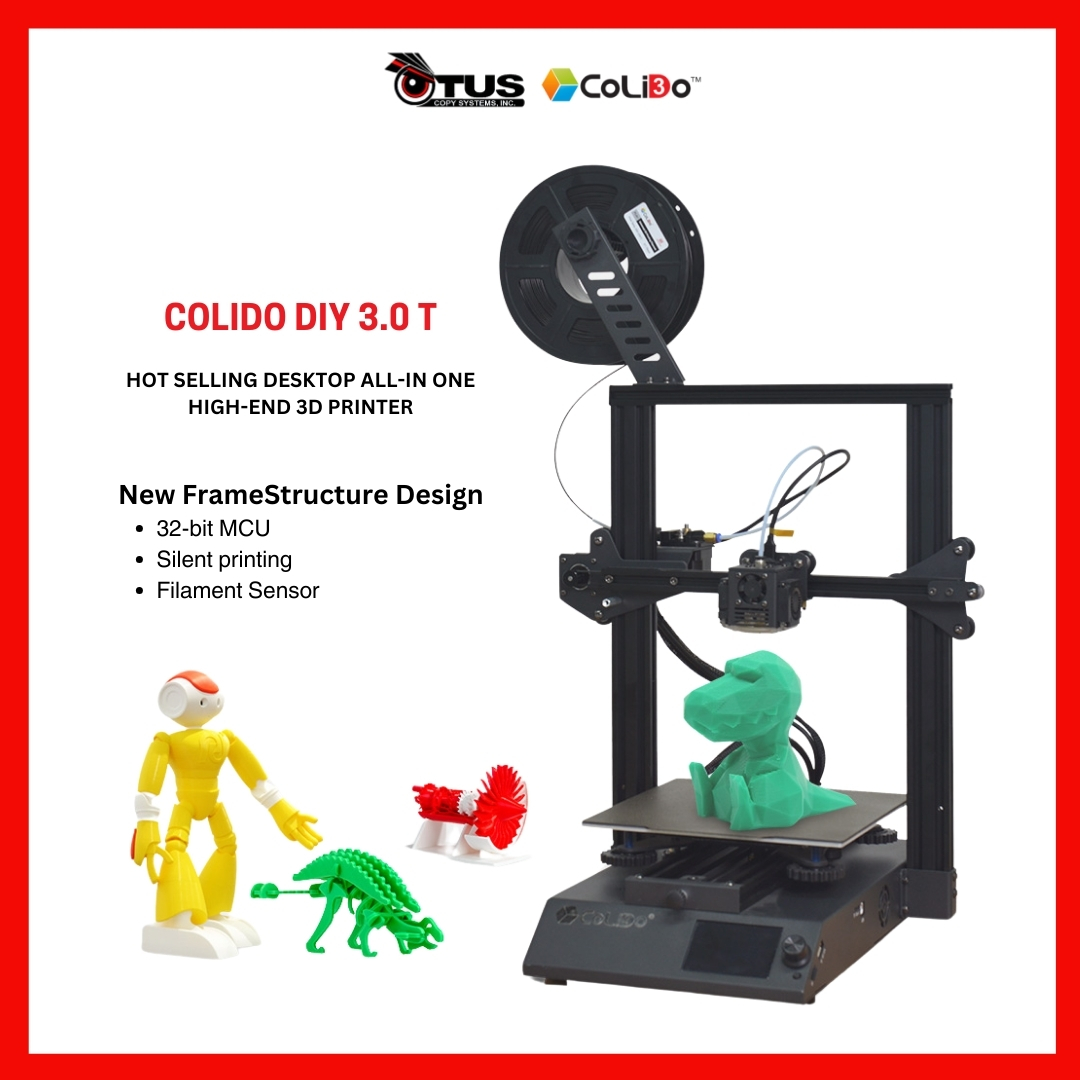 OTUS
COPY SYSTEMS, INC.
CoLiDo™
COLIDO DIY 3.0 T
HOT SELLING DESKTOP ALL-IN ONE
HIGH-END 3D PRINTER
New FrameStructure Design
• 32-bit MCU
• Silent printing
• Filament Sensor
CoLiDo